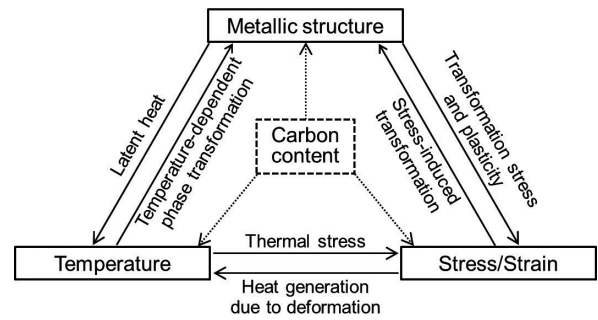 Metallic structure
Latent heat
Temperature-dependent
phase transformation
Carbon
content
Stress-induced
transformation
Transformation stress
and plasticity
Temperature
Thermal stress
Heat generation
due to deformation
Stress/Strain